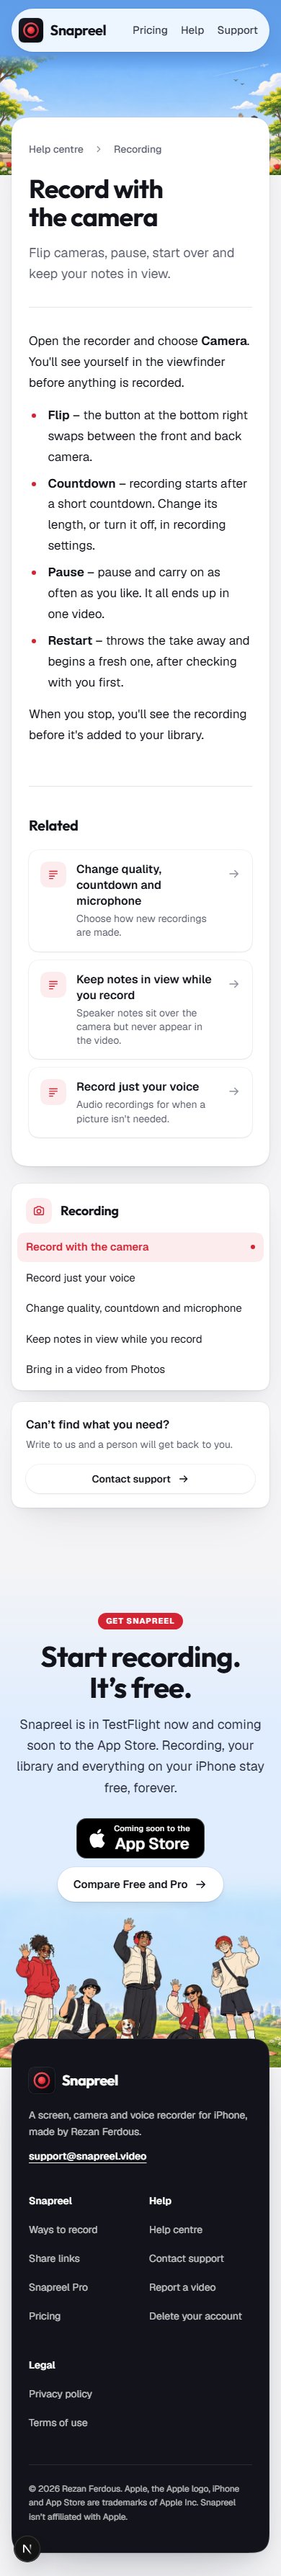 Snapreel
Pricing
Help
Support
Help centre
Recording
Record with
the camera
Flip cameras, pause, start over and
keep your notes in view.
Open the recorder and choose Camera.
You'll see yourself in the viewfinder
before anything is recorded.
Flip – the button at the bottom right
swaps between the front and back
camera.
Countdown – recording starts after
a short countdown. Change its
length, or turn it off, in recording
settings.
Pause – pause and carry on as
often as you like. It all ends up in
one video.
Restart – throws the take away and
begins a fresh one, after checking
with you first.
When you stop, you'll see the recording
before it's added to your library.
Related
Change quality,
countdown and
microphone
Choose how new recordings
are made.
Keep notes in view while
you record
Speaker notes sit over the
camera but never appear in
the video.
Record just your voice
Audio recordings for when a
picture isn't needed.
Recording
Record with the camera
Record just your voice
Change quality, countdown and microphone
Keep notes in view while you record
Bring in a video from Photos
Can't find what you need?
Write to us and a person will get back to you.
Contact support →
GET SNAPREEL
Start recording.
It's free.
Snapreel is in TestFlight now and coming
soon to the App Store. Recording, your
library and everything on your iPhone stay
free, forever.
Coming soon to the
App Store
Compare Free and Pro →
Snapreel
A screen, camera and voice recorder for iPhone,
made by Rezan Ferdous.
support@snapreel.video
Snapreel
Ways to record
Share links
Snapreel Pro
Pricing
Help
Help centre
Contact support
Report a video
Delete your account
Legal
Privacy policy
Terms of use
© 2026 Rezan Ferdous. Apple, the Apple logo, iPhone
and App Store are trademarks of Apple Inc. Snapreel
isn't affiliated with Apple.
N